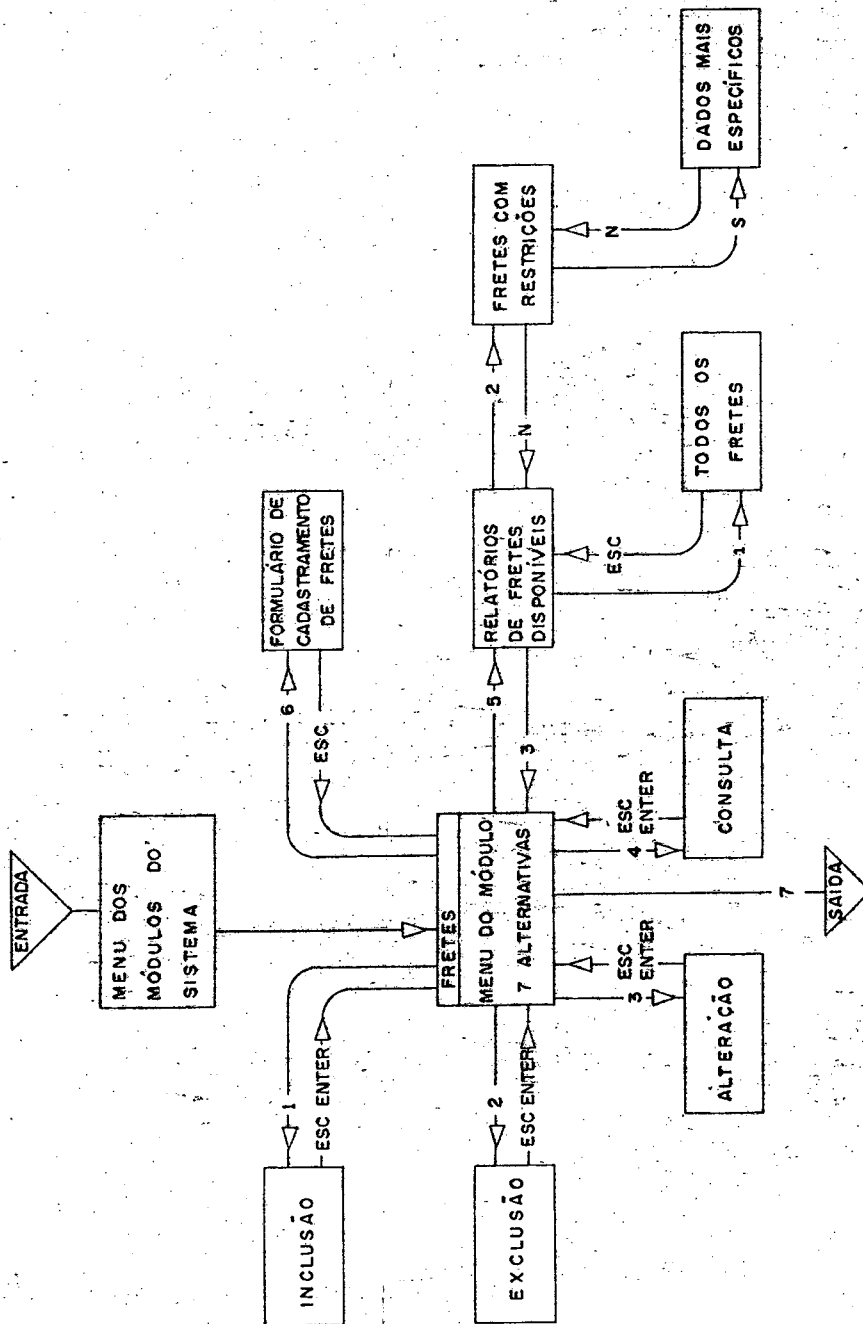 ENTRADA
MENU DOS
MÓDULOS DO
SISTEMA
INCLUSÃO
1
ESC ENTER
6
ESC
FORMULÁRIO DE
CADASTRAMENTO
DE FRETES
FRETES
MENU DO MÓDULO
7 ALTERNATIVAS
EXCLUSÃO
2
ESC ENTER
5
3
RELATÓRIOS
DE FRETES
DISPONÍVEIS
2
N
FRETES COM
RESTRIÇÕES
3
ESC
ENTER
ALTERAÇÃO
4
ESC
ENTER
CONSULTA
7
SAÍDA
1
ESC
TODOS OS
FRETES
S
N
DADOS MAIS
ESPECÍFICOS